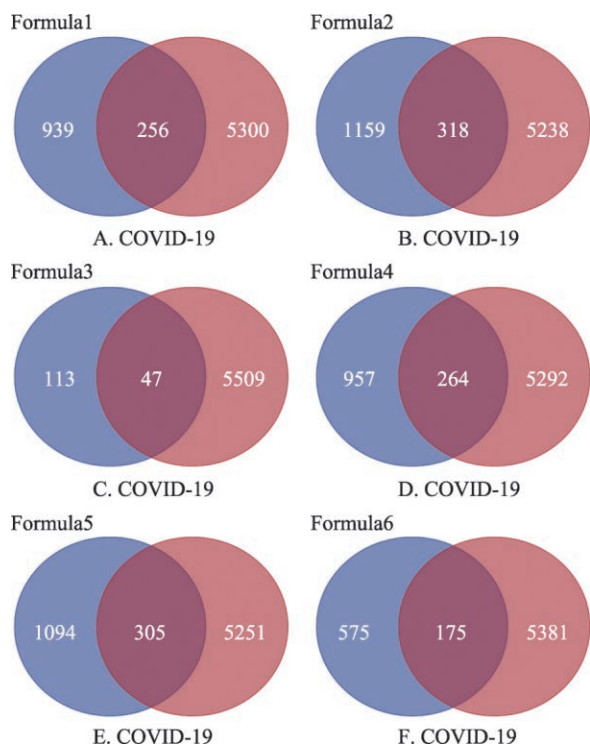 Formula1
939 256 5300
A. COVID-19
Formula2
1159 318 5238
B. COVID-19
Formula3
113 47 5509
C. COVID-19
Formula4
957 264 5292
D. COVID-19
Formula5
1094 305 5251
E. COVID-19
Formula6
575 175 5381
F. COVID-19